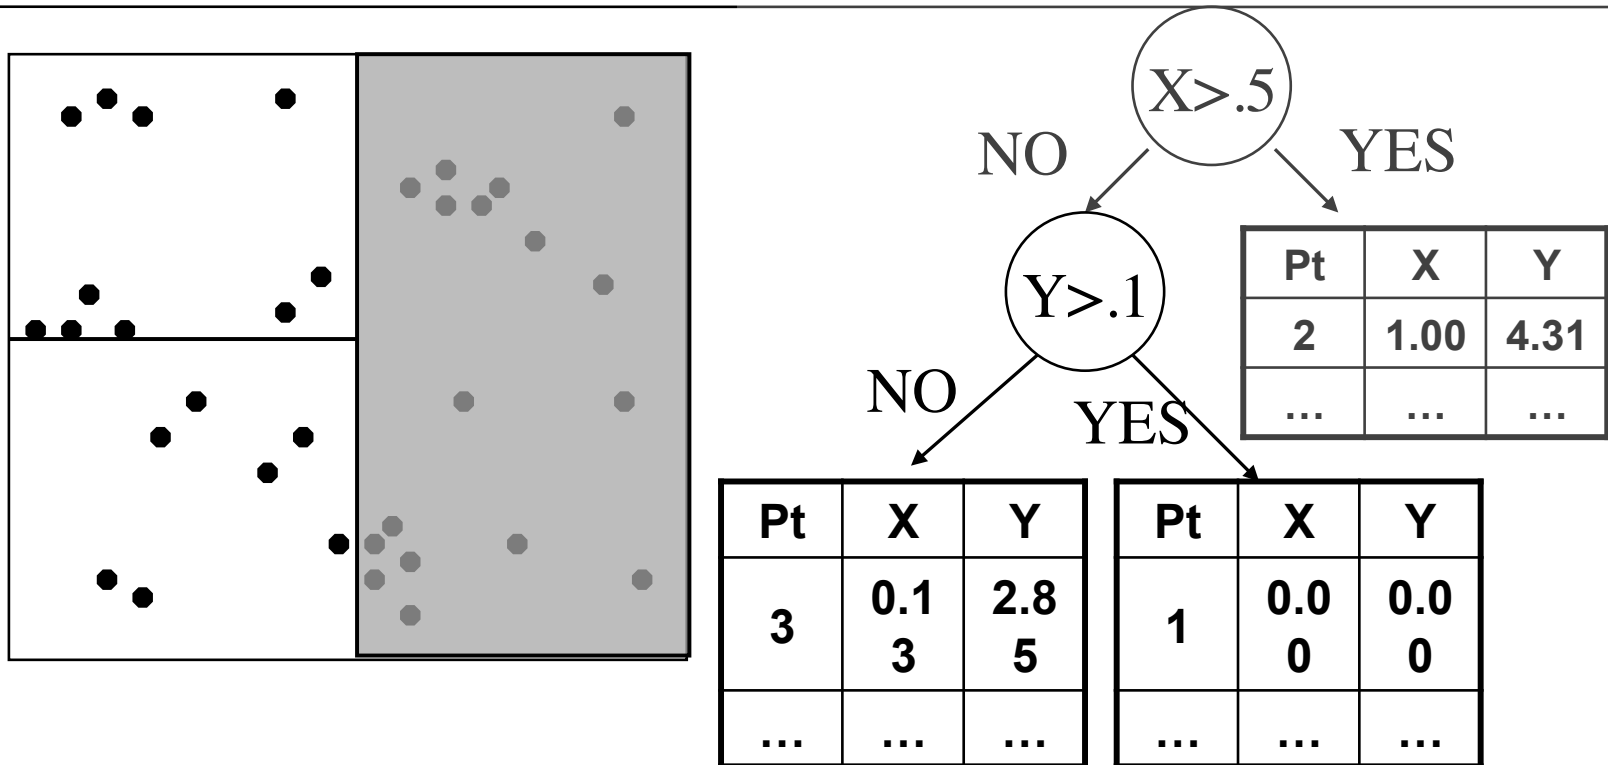 X>.5
NO
YES
Y>.1
Pt X Y
2 1.00 4.31
... ... ...
NO
YES
Pt X Y
3 0.1 2.8
3 5
... ... ...
Pt X Y
1 0.0 0.0
0 0
... ... ...